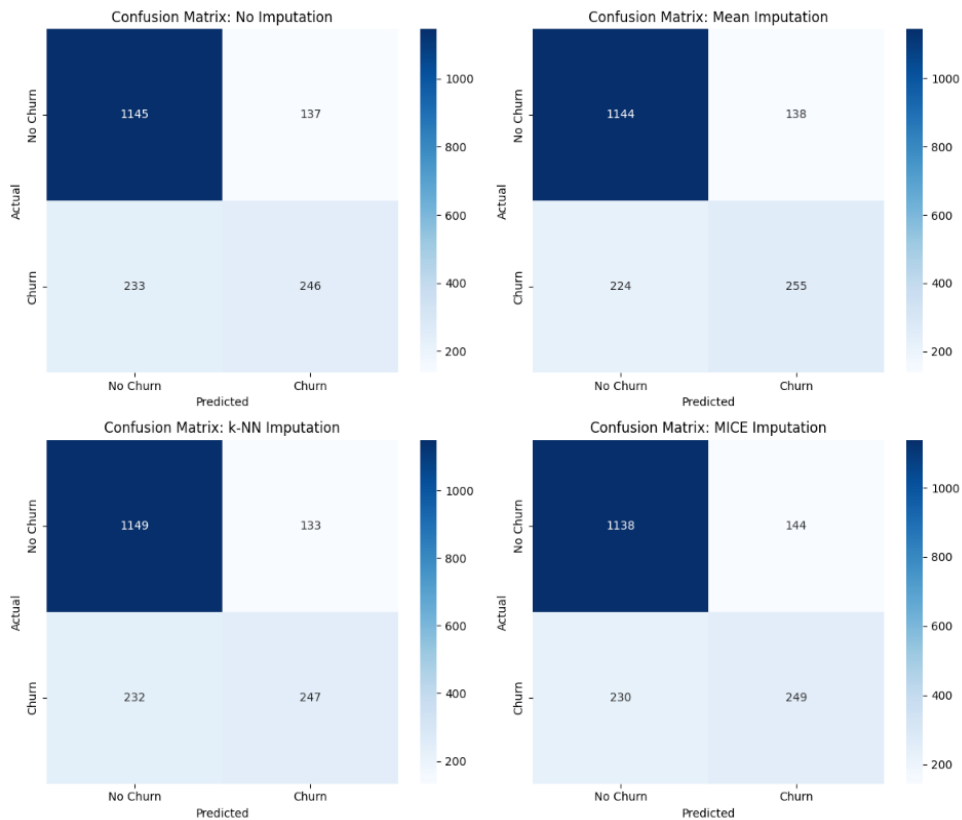 Confusion Matrix: No Imputation
No Churn
Churn
Actual
1145 137
233 246
No Churn Churn
Predicted
1000
800
600
400
200
Confusion Matrix: Mean Imputation
No Churn
Churn
Actual
1144 138
224 255
No Churn Churn
Predicted
1000
800
600
400
200
Confusion Matrix: k-NN Imputation
No Churn
Churn
Actual
1149 133
232 247
No Churn Churn
Predicted
1000
800
600
400
200
Confusion Matrix: MICE Imputation
No Churn
Churn
Actual
1138 144
230 249
No Churn Churn
Predicted
1000
800
600
400
200